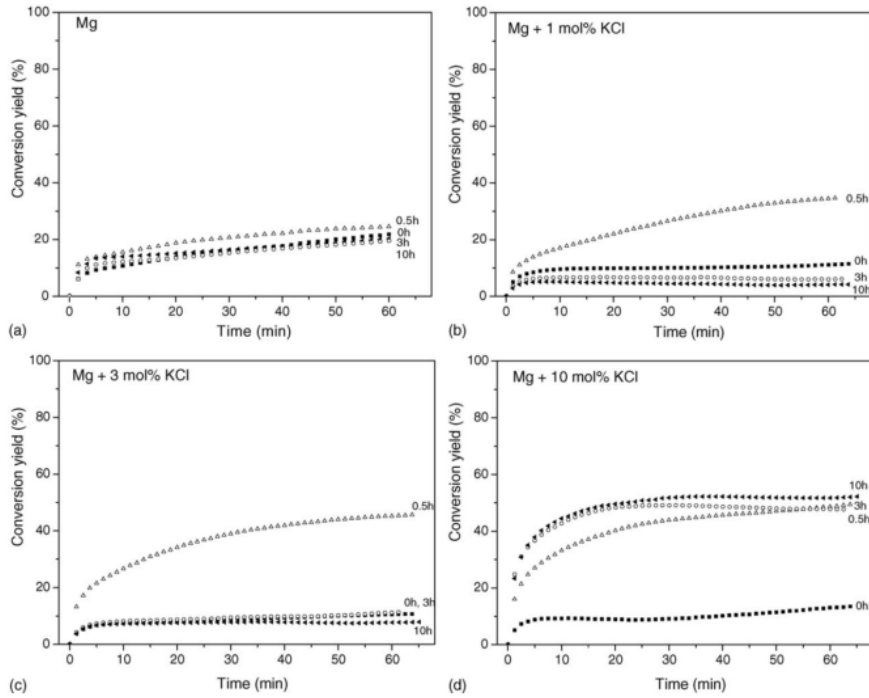 Mg
Conversion yield (%)
100
80
60
40
20
0
0.5h
0h
3h
10h
0 10 20 30 40 50 60
(a)
Time (min)
Mg + 1 mol% KCl
Conversion yield (%)
100
80
60
40
20
0
0.5h
0h
3h
10h
0 10 20 30 40 50 60
(b)
Time (min)
Mg + 3 mol% KCl
Conversion yield (%)
100
80
60
40
20
0
0.5h
0h, 3h
10h
0 10 20 30 40 50 60
(c)
Time (min)
Mg + 10 mol% KCl
Conversion yield (%)
100
80
60
40
20
0
10h
3h
0.5h
0h
0 10 20 30 40 50 60
(d)
Time (min)